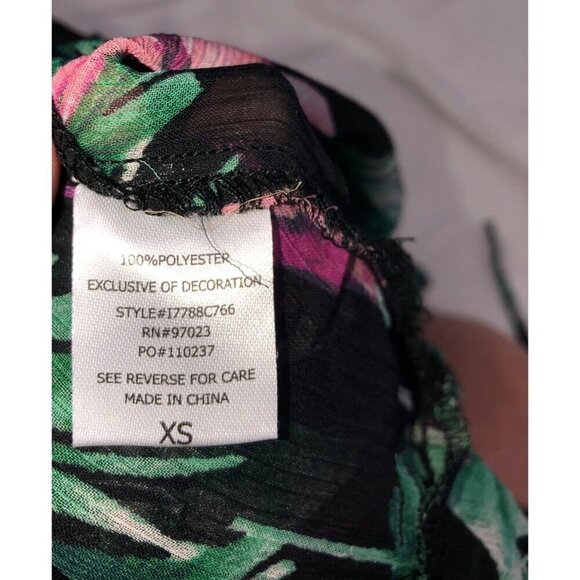 100%POLYESTER
EXCLUSIVE OF DECORATION
STYLE#I7788C766
RN#97023
PO#110237
SEE REVERSE FOR CARE
MADE IN CHINA
XS